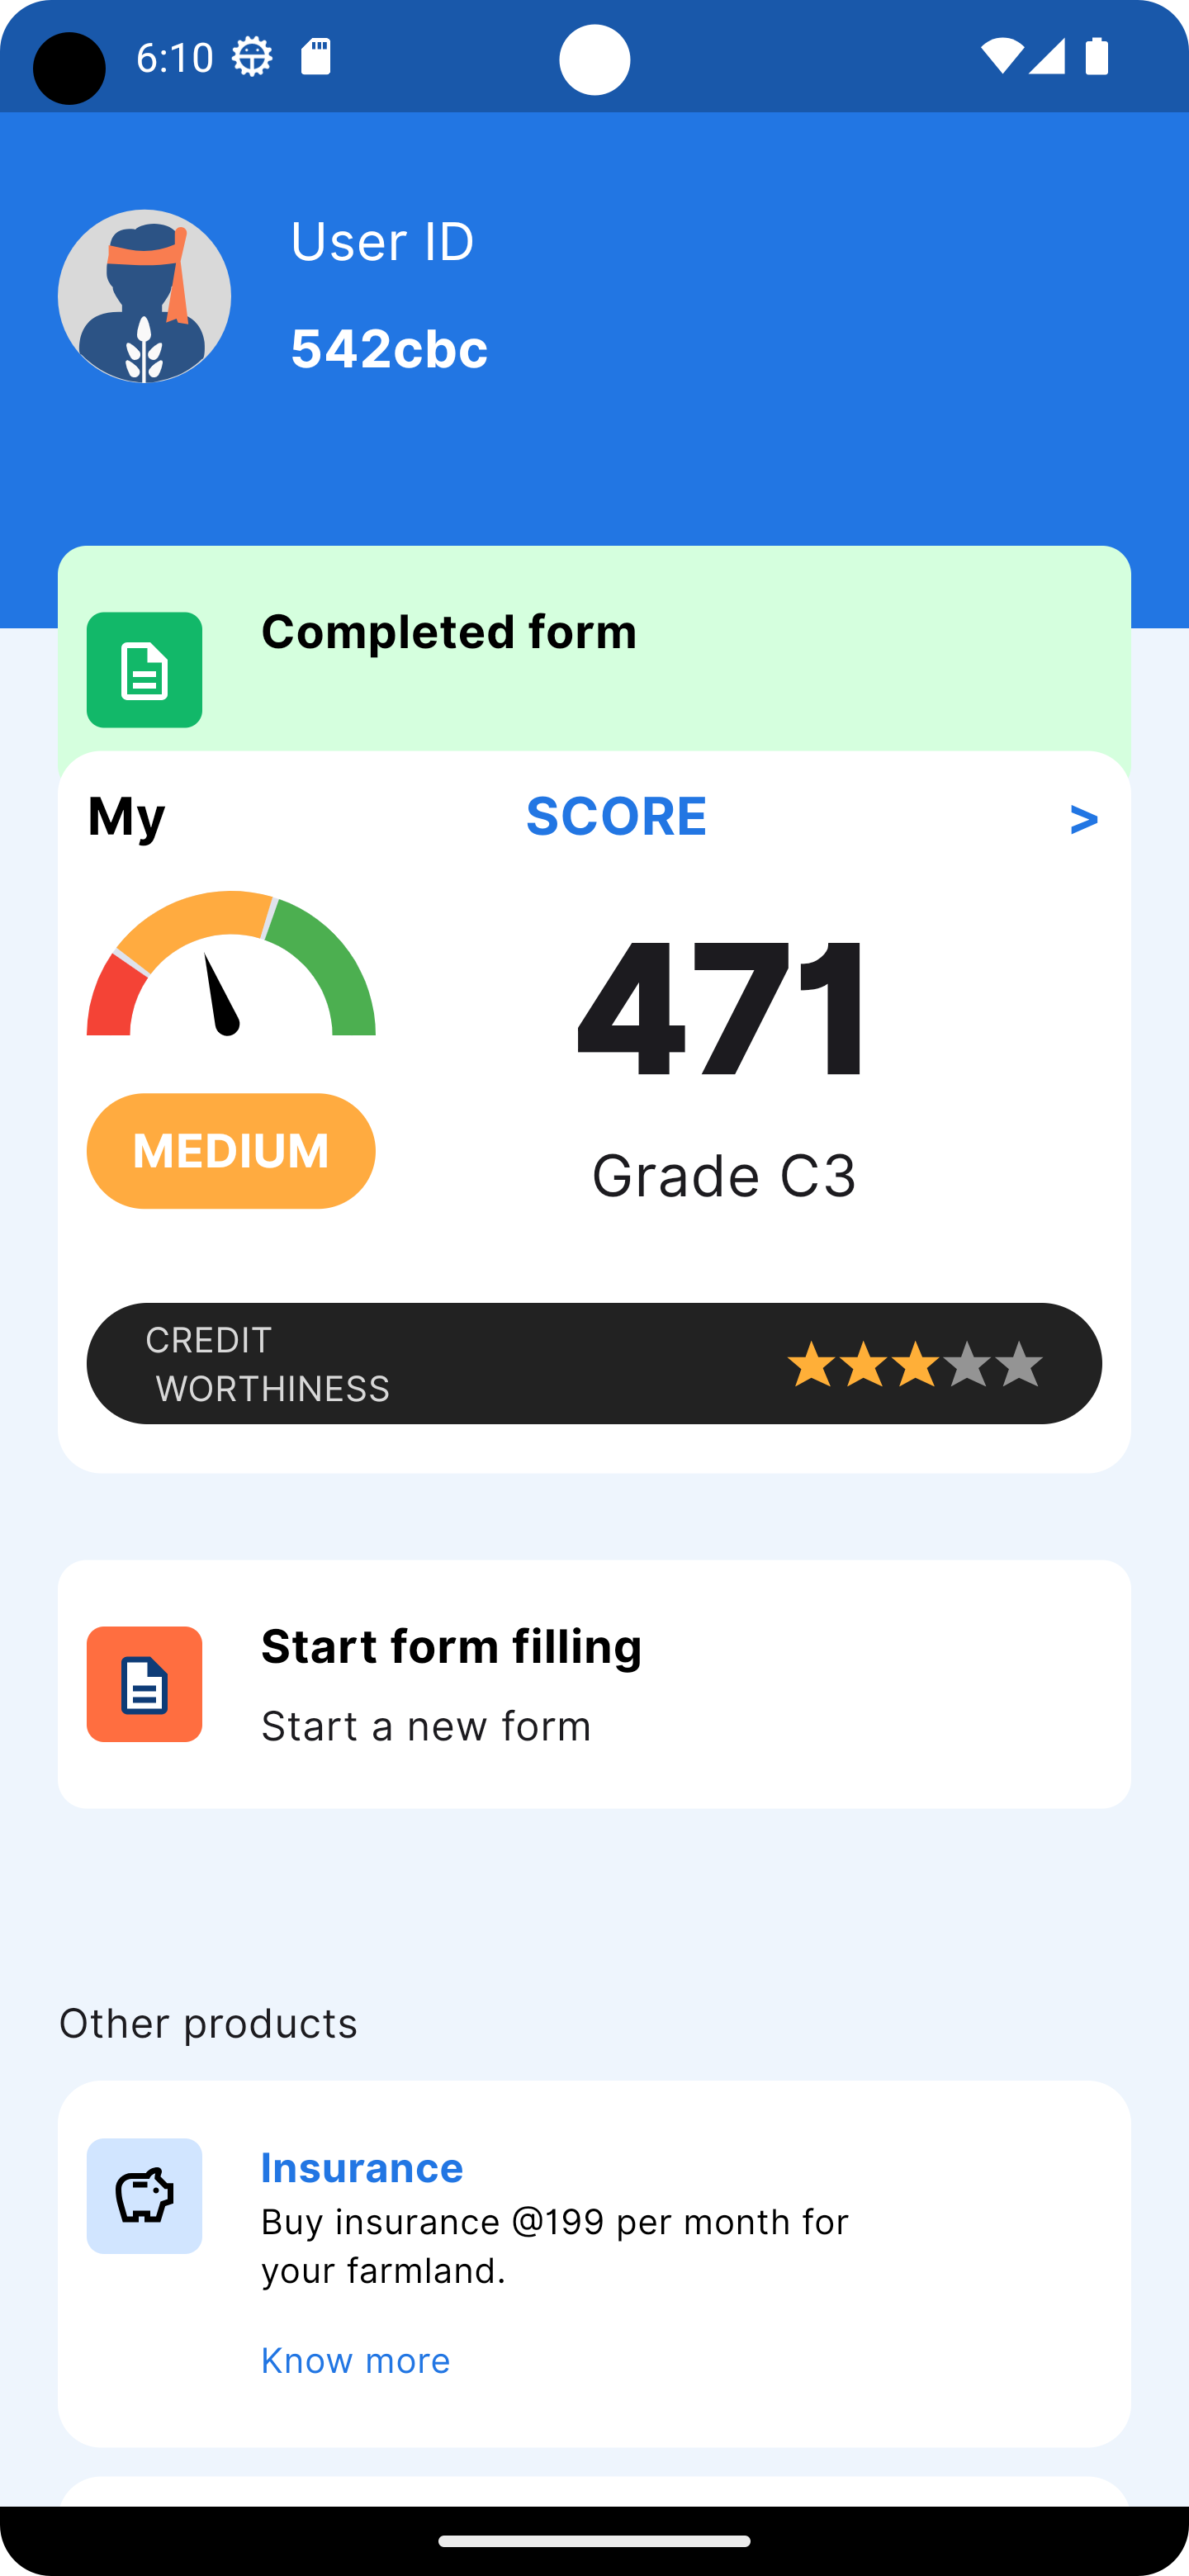 6:10
User ID
542cbc
Completed form
My SCORE >
471
MEDIUM
Grade C3
CREDIT
WORTHINESS
Start form filling
Start a new form
Other products
Insurance
Buy insurance @199 per month for
your farmland.
Know more